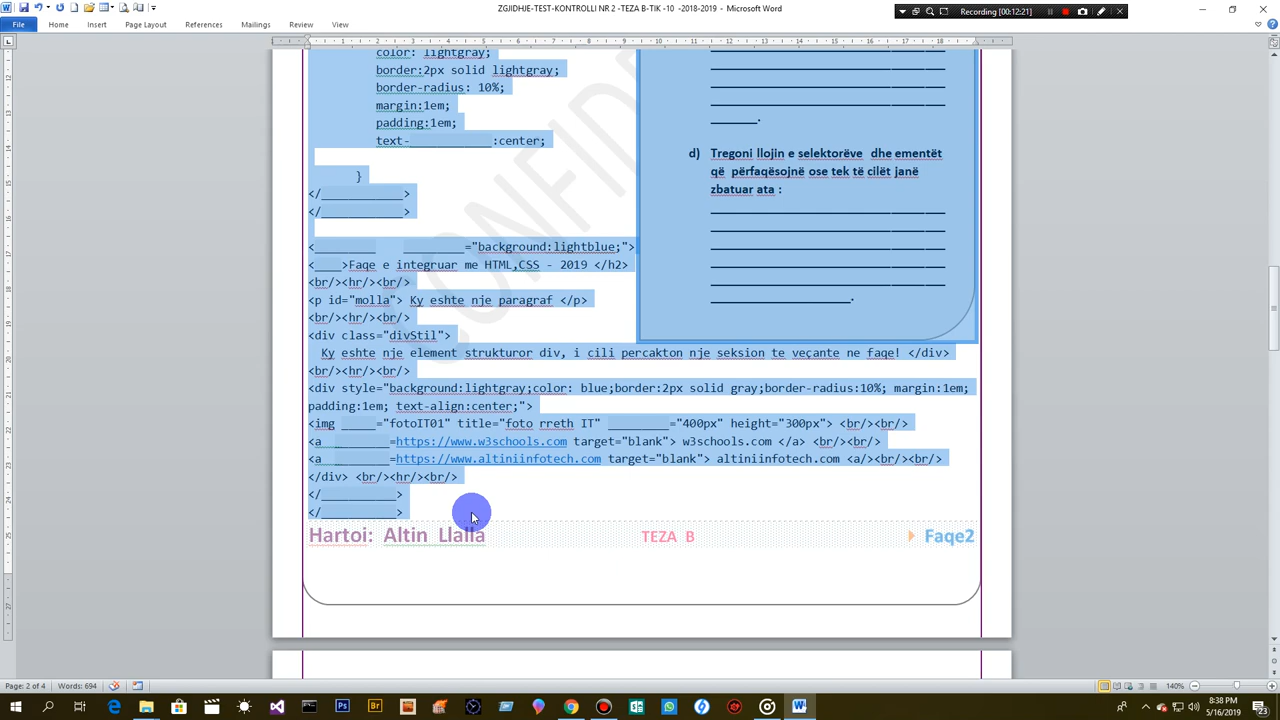 ZGJIDHJE-TEST-KONTROLLI NR 2 -TEZA B-TIK -10 -2018-2019 - Microsoft Word
Recording [00:12:21]
File Home Insert Page Layout References Mailings Review View
color: lightgray;
border:2px solid lightgray;
border-radius: 10%;
margin:1em;
padding:1em;
text-____________:center;
}
</____________>
</____________>
<_________ _________="background:lightblue;">
<____>Faqe e integruar me HTML,CSS - 2019 </h2>
<br/><hr/><br/>
<p id="molla"> Ky eshte nje paragraf </p>
<br/><hr/><br/>
<div class="divStil">
Ky eshte nje element strukturor div, i cili percakton nje seksion te veçante ne faqe! </div>
<br/><hr/><br/>
<div style="background:lightgray;color: blue;border:2px solid gray;border-radius:10%; margin:1em;
padding:1em; text-align:center;">
<img _____="fotoIT01" title="foto rreth IT" _________="400px" height="300px"> <br/><br/>
<a ________=https://www.w3schools.com target="blank"> w3schools.com </a> <br/><br/>
<a ________=https://www.altiniinfotech.com target="blank"> altiniinfotech.com <a/><br/><br/>
</div> <br/><hr/><br/>
</___________>
</___________>
d) Tregoni llojin e selektorëve dhe ementët
që përfaqësojnë ose tek të cilët janë
zbatuar ata :
CONFIDE
Hartoi: Altin Llalla TEZA B Faqe2
Page: 2 of 4 Words: 694 140%
8:38 PM
5/16/2019